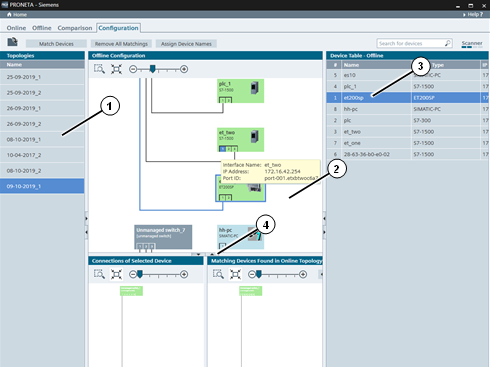 PRONETA - Siemens
Home
Help ?
Online Offline Comparison Configuration
Match Devices Remove All Matchings Assign Device Names
Search for devices
Scanner
Topologies
Name
25-09-2019_1
25-09-2019_2
26-09-2019_1
26-09-2019_2
08-10-2019_1
10-04-2017_2
08-10-2019_2
09-10-2019_1
1
Offline Configuration
plc_1
S7-1500
et_two
S7-1500
Interface Name: et_two
IP Address: 172.16.42.254
Port ID:
ET200SP
2
Unmanaged switch_7
(unmanaged switch)
hh-pc
SIMATIC-PC
4
Connections of Selected Device
Matching Devices Found in Online Topology
Device Table - Offline
# Name Type IP
5 es10 SIMATIC-PC 17
4 plc_1 S7-1500 17
1 et200sp ET200SP 17
8 hh-pc SIMATIC-PC 17
plc S7-300 17
3 et_two S7-1500 17
et_one S7-1500 17
6 28-63-36-b0-e0-02 17
3